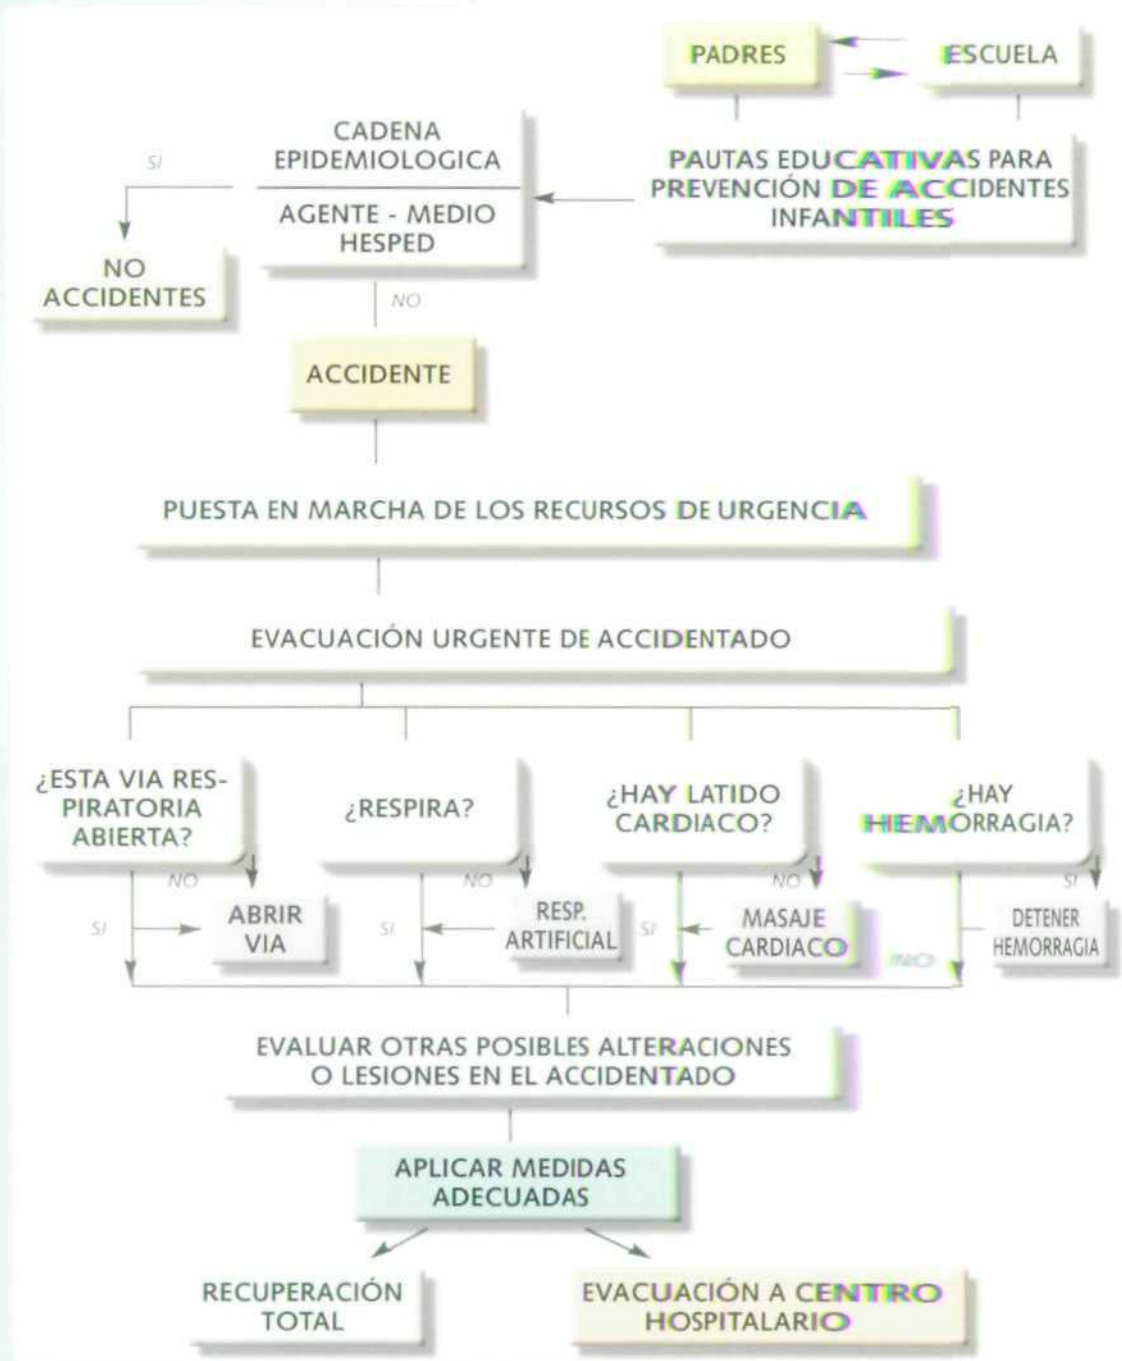 PADRES
ESCUELA
CADENA
EPIDEMIOLOGICA
AGENTE - MEDIO
HESPED
PAUTAS EDUCATIVAS PARA
PREVENCIÓN DE ACCIDENTES
INFANTILES
SI
NO
ACCIDENTES
NO
ACCIDENTE
PUESTA EN MARCHA DE LOS RECURSOS DE URGENCIA
EVACUACIÓN URGENTE DE ACCIDENTADO
¿ESTA VIA RES-
PIRATORIA
ABIERTA?
¿RESPIRA?
¿HAY LATIDO
CARDIACO?
¿HAY
HEMORRAGIA?
NO
SI
ABRIR
VIA
NO
SI
RESP.
ARTIFICIAL
NO
SI
MASAJE
CARDIACO
SI
NO
DETENER
HEMORRAGIA
EVALUAR OTRAS POSIBLES ALTERACIONES
O LESIONES EN EL ACCIDENTADO
APLICAR MEDIDAS
ADECUADAS
RECUPERACIÓN
TOTAL
EVACUACIÓN A CENTRO
HOSPITALARIO